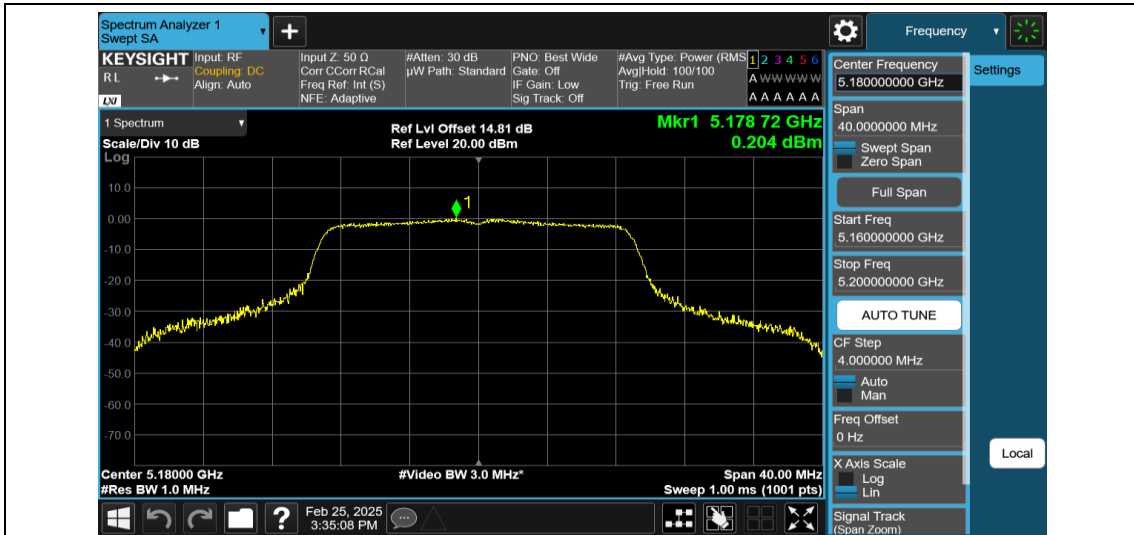 Spectrum Analyzer 1
Swept SA
+
Frequency
KEYSIGHT
R L
LXI
Input: RF
Coupling: DC
Align: Auto
Input Z: 50 Ω
Corr CCorr RCal
Freq Ref: Int (S)
NFE: Adaptive
#Atten: 30 dB
µW Path: Standard
PNO: Best Wide
Gate: Off
IF Gain: Low
Sig Track: Off
#Avg Type: Power (RMS
Avg|Hold: 100/100
Trig: Free Run
1 2 3 4 5 6
A W W W W W
A A A A A A
1 Spectrum
Scale/Div 10 dB
Log
Ref Lvl Offset 14.81 dB
Ref Level 20.00 dBm
Mkr1 5.178 72 GHz
0.204 dBm
10.0
0.00
-10.0
-20.0
-30.0
-40.0
-50.0
-60.0
-70.0
1
Center 5.18000 GHz
#Res BW 1.0 MHz
#Video BW 3.0 MHz*
Span 40.00 MHz
Sweep 1.00 ms (1001 pts)
Center Frequency
5.180000000 GHz
Settings
Span
40.0000000 MHz
Swept Span
Zero Span
Full Span
Start Freq
5.160000000 GHz
Stop Freq
5.200000000 GHz
AUTO TUNE
CF Step
4.000000 MHz
Auto
Man
Freq Offset
0 Hz
X Axis Scale
Log
Lin
Local
Signal Track
(Span Zoom)
?
Feb 25, 2025
3:35:08 PM